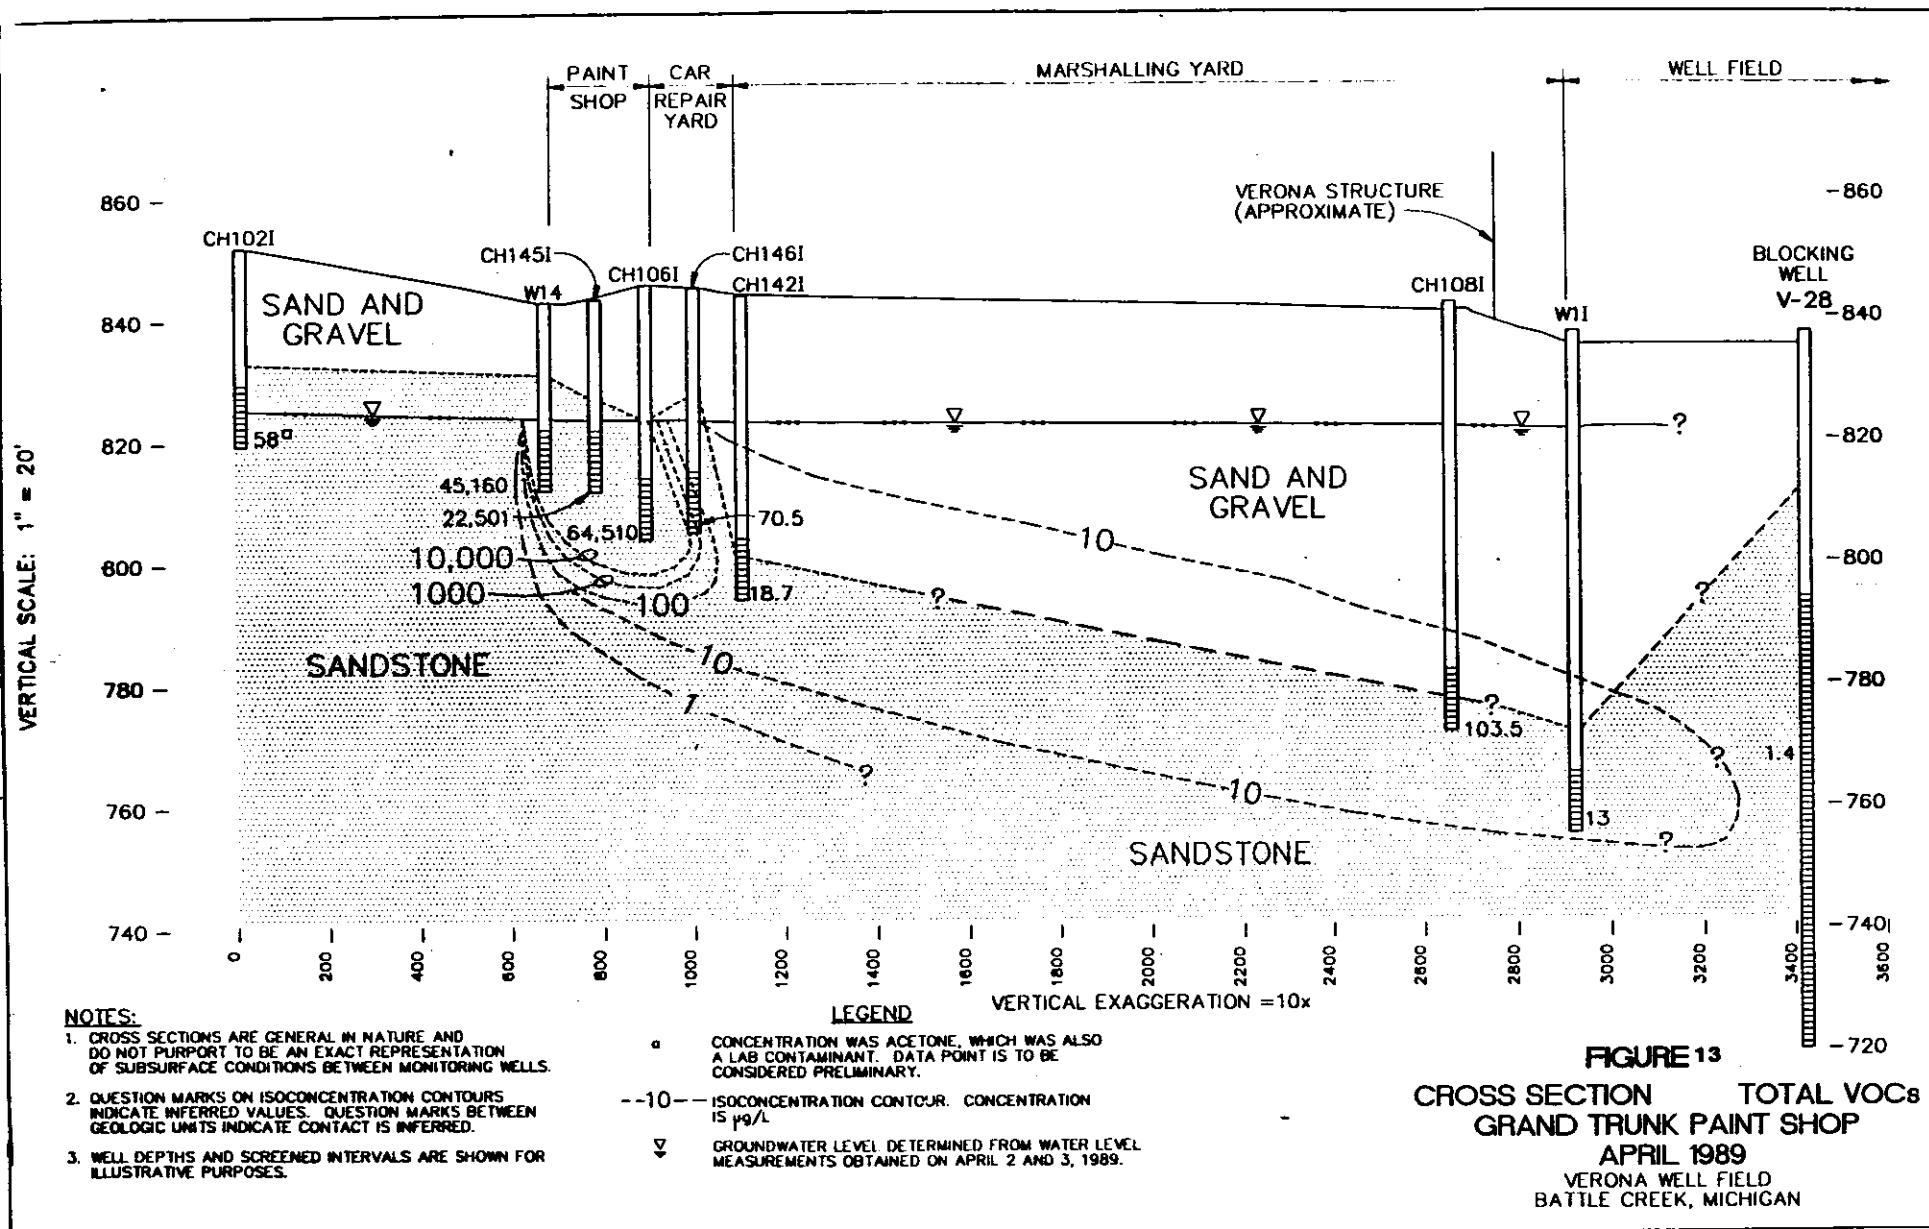 PAINT
SHOP
CAR
REPAIR
YARD
MARSHALLING YARD
WELL FIELD
VERONA STRUCTURE
(APPROXIMATE)
BLOCKING
WELL
V-28
CH102I
W14
CH145I
CH106I
CH146I
CH142I
CH108I
W1I
860 –
840 –
820 –
800 –
780 –
760 –
740 –
–860
–840
–820
–800
–780
–760
–740
–720
VERTICAL SCALE: 1" = 20'
SAND AND
GRAVEL
SAND AND
GRAVEL
SANDSTONE
SANDSTONE
58a
45,160
22,501
64,510
70.5
18.7
103.5
13
1.4
10,000
1000
100
10
10
10
1
?
?
?
?
?
?
?
?
0
200
400
600
800
1000
1200
1400
1600
1800
2000
2200
2400
2600
2800
3000
3200
3400
3600
VERTICAL EXAGGERATION =10x
NOTES:
1. CROSS SECTIONS ARE GENERAL IN NATURE AND
DO NOT PURPORT TO BE AN EXACT REPRESENTATION
OF SUBSURFACE CONDITIONS BETWEEN MONITORING WELLS.
2. QUESTION MARKS ON ISOCONCENTRATION CONTOURS
INDICATE INFERRED VALUES. QUESTION MARKS BETWEEN
GEOLOGIC UNITS INDICATE CONTACT IS INFERRED.
3. WELL DEPTHS AND SCREENED INTERVALS ARE SHOWN FOR
ILLUSTRATIVE PURPOSES.
LEGEND
a CONCENTRATION WAS ACETONE, WHICH WAS ALSO
A LAB CONTAMINANT. DATA POINT IS TO BE
CONSIDERED PRELIMINARY.
--10-- ISOCONCENTRATION CONTOUR. CONCENTRATION
IS µg/L
GROUNDWATER LEVEL DETERMINED FROM WATER LEVEL
MEASUREMENTS OBTAINED ON APRIL 2 AND 3, 1989.
FIGURE 13
CROSS SECTION TOTAL VOCs
GRAND TRUNK PAINT SHOP
APRIL 1989
VERONA WELL FIELD
BATTLE CREEK, MICHIGAN